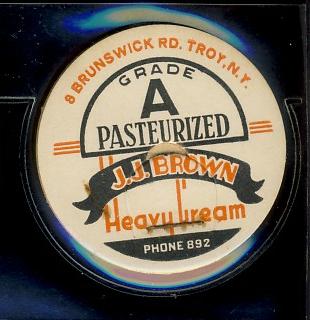 8 BRUNSWICK RD. TROY, N.Y.
GRADE
A
PASTEURIZED
J.J. BROWN
Heavy Cream
PHONE 892